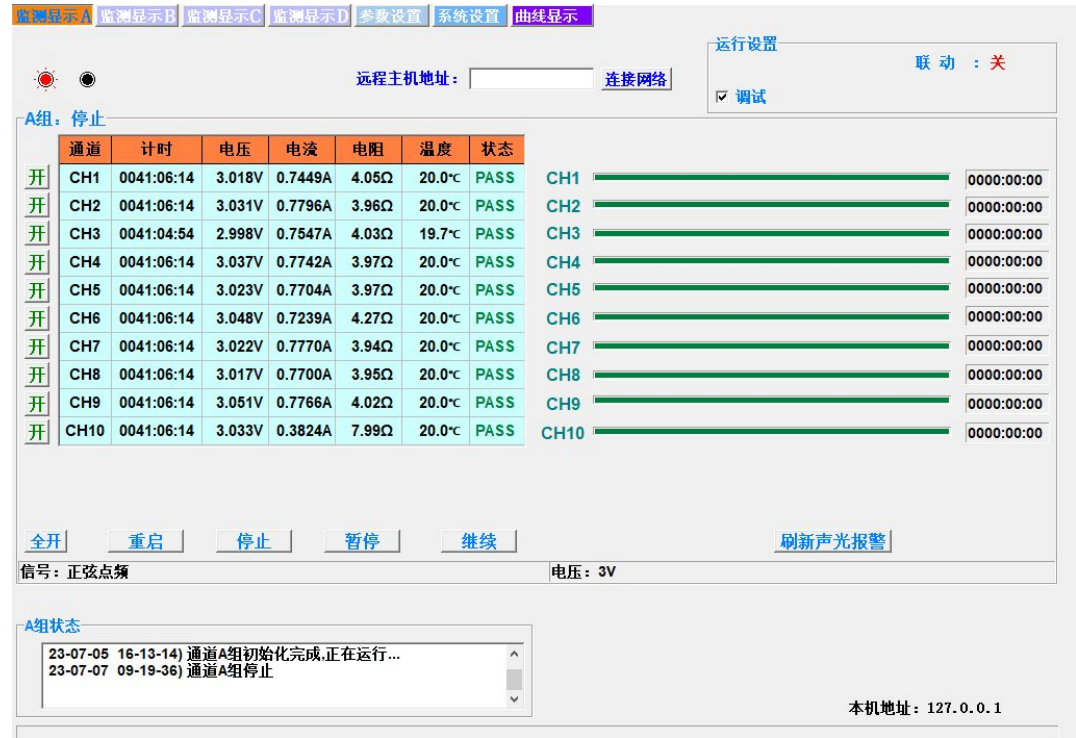 监测显示A 监测显示B 监测显示C 监测显示D 参数设置 系统设置 曲线显示
运行设置
联 动 : 关
远程主机地址: 连接网络
调试
A组: 停止
通道 计时 电压 电流 电阻 温度 状态
开 CH1 0041:06:14 3.018V 0.7449A 4.05Ω 20.0℃ PASS CH1 0000:00:00
开 CH2 0041:06:14 3.031V 0.7796A 3.96Ω 20.0℃ PASS CH2 0000:00:00
开 CH3 0041:04:54 2.998V 0.7547A 4.03Ω 19.7℃ PASS CH3 0000:00:00
开 CH4 0041:06:14 3.037V 0.7742A 3.97Ω 20.0℃ PASS CH4 0000:00:00
开 CH5 0041:06:14 3.023V 0.7704A 3.97Ω 20.0℃ PASS CH5 0000:00:00
开 CH6 0041:06:14 3.048V 0.7239A 4.27Ω 20.0℃ PASS CH6 0000:00:00
开 CH7 0041:06:14 3.022V 0.7770A 3.94Ω 20.0℃ PASS CH7 0000:00:00
开 CH8 0041:06:14 3.017V 0.7700A 3.95Ω 20.0℃ PASS CH8 0000:00:00
开 CH9 0041:06:14 3.051V 0.7766A 4.02Ω 20.0℃ PASS CH9 0000:00:00
开 CH10 0041:06:14 3.033V 0.3824A 7.99Ω 20.0℃ PASS CH10 0000:00:00
全开 重启 停止 暂停 继续 刷新声光报警
信号: 正弦点频 电压: 3V
A组状态
23-07-05 16-13-14) 通道A组初始化完成,正在运行...
23-07-07 09-19-36) 通道A组停止
本机地址: 127.0.0.1